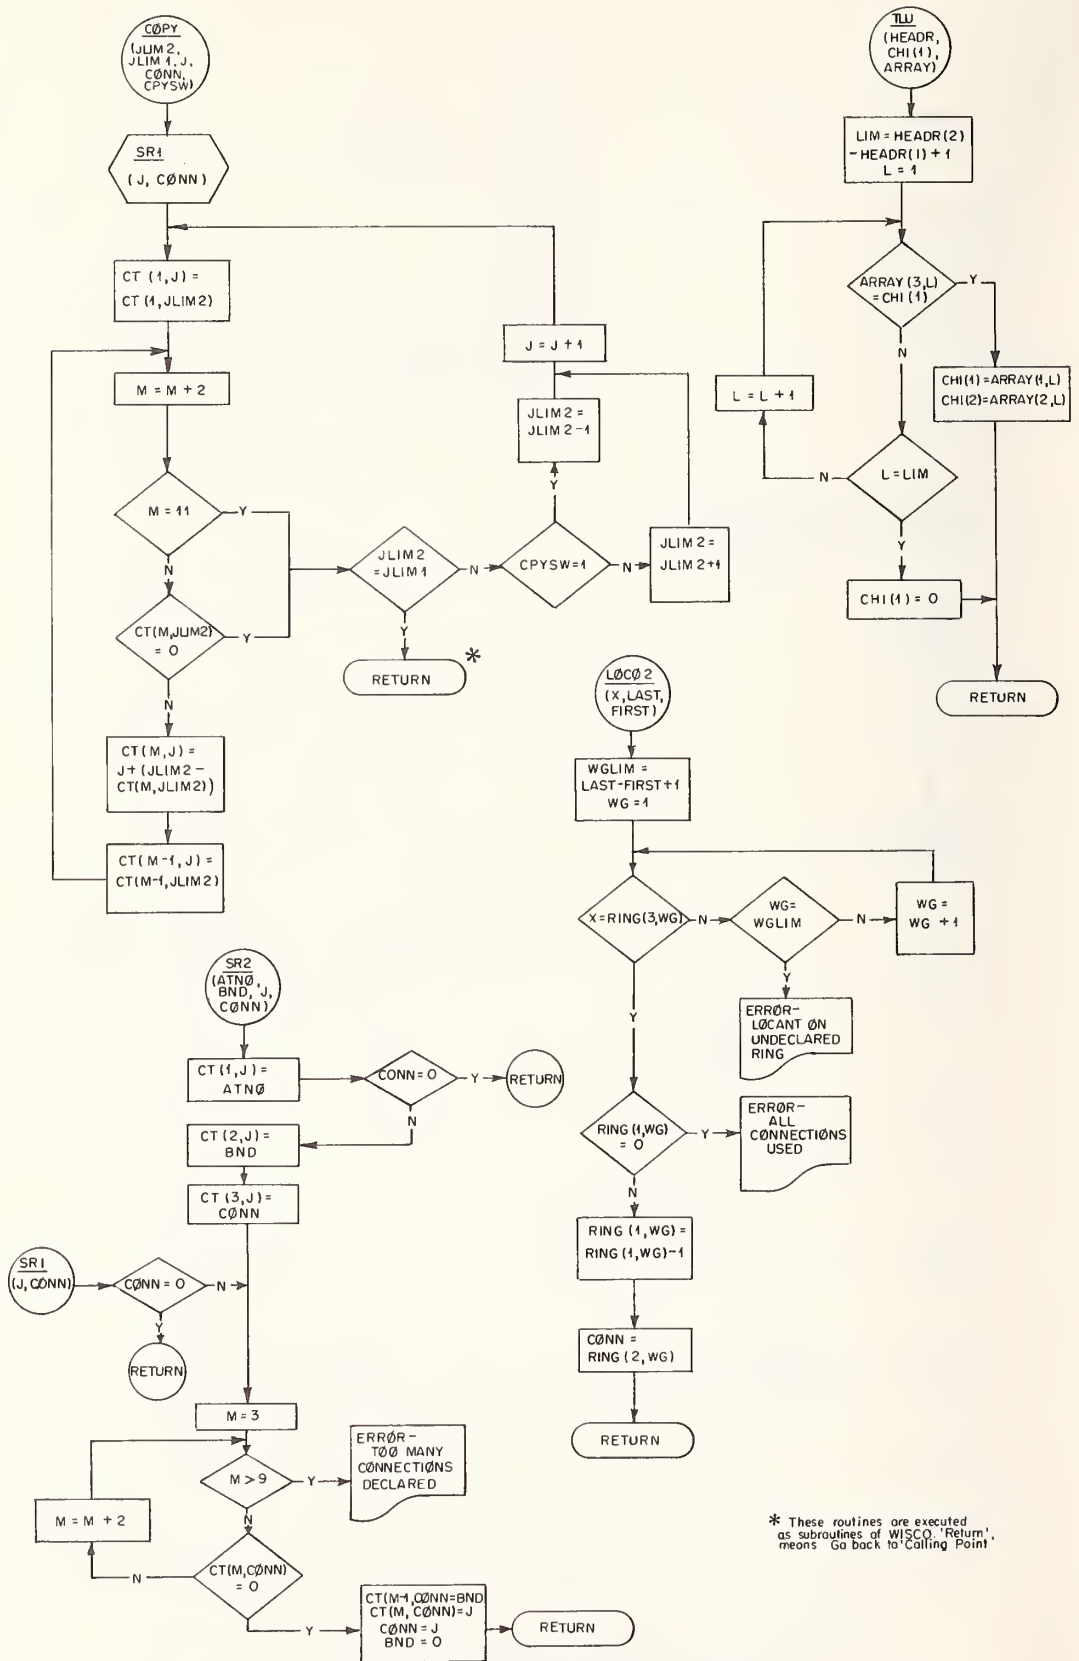 CØPY
(JLIM2,
JLIM1, J,
CØNN,
CPYSW)
SR1
(J, CØNN)
CT (1,J) =
CT (1,JLIM2)
M = M + 2
M = 11
Y
N
CT(M,JLIM2)
= 0
Y
N
CT(M,J) =
J+(JLIM2-
CT(M,JLIM2))
CT(M-1,J) =
CT(M-1,JLIM2)
JLIM2
=JLIM1
N
Y
RETURN
*
CPYSW=1
Y
N
JLIM2 =
JLIM2-1
JLIM2 =
JLIM2+1
J = J + 1
TLU
(HEADR,
CHI(1),
ARRAY)
LIM = HEADR(2)
-HEADR(1) + 1
L = 1
ARRAY(3,L)
= CHI(1)
Y
N
CHI(1)=ARRAY(1,L)
CHI(2)=ARRAY(2,L)
L = L + 1
L=LIM
N
Y
CHI(1) = 0
RETURN
LØCØ2
(X,LAST,
FIRST)
WGLIM =
LAST-FIRST+1
WG =1
X=RING(3,WG)
N
Y
WG=
WGLIM
N
Y
WG =
WG +1
ERRØR-
LØCANT ØN
UNDECLARED
RING
RING(1,WG)
= 0
Y
N
ERRØR-
ALL
CØNNECTIØNS
USED
RING (1,WG) =
RING (1,WG)-1
CØNN =
RING (2,WG)
RETURN
SR2
(ATNØ,
BND, J,
CØNN)
CT(1,J)=
ATNØ
CONN=0
Y
RETURN
N
CT(2,J)=
BND
CT(3,J)=
CØNN
SR1
(J,CØNN)
CØNN=0
N
Y
RETURN
M=3
M>9
Y
N
ERRØR-
TØØ MANY
CØNNECTIØNS
DECLARED
M = M + 2
CT(M,CØNN)
= 0
N
Y
CT(M-1,CØNN=BND
CT(M,CØNN)=J
CØNN=J
BND = 0
RETURN
* These routines are executed
as subroutines of WISCO. 'Return',
means Go back to 'Calling Point'